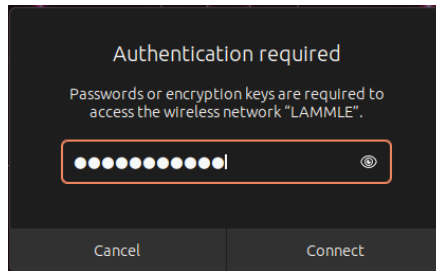 Authentication required
Passwords or encryption keys are required to
access the wireless network “LAMMLE”.
●●●●●●●●●●●
Cancel
Connect